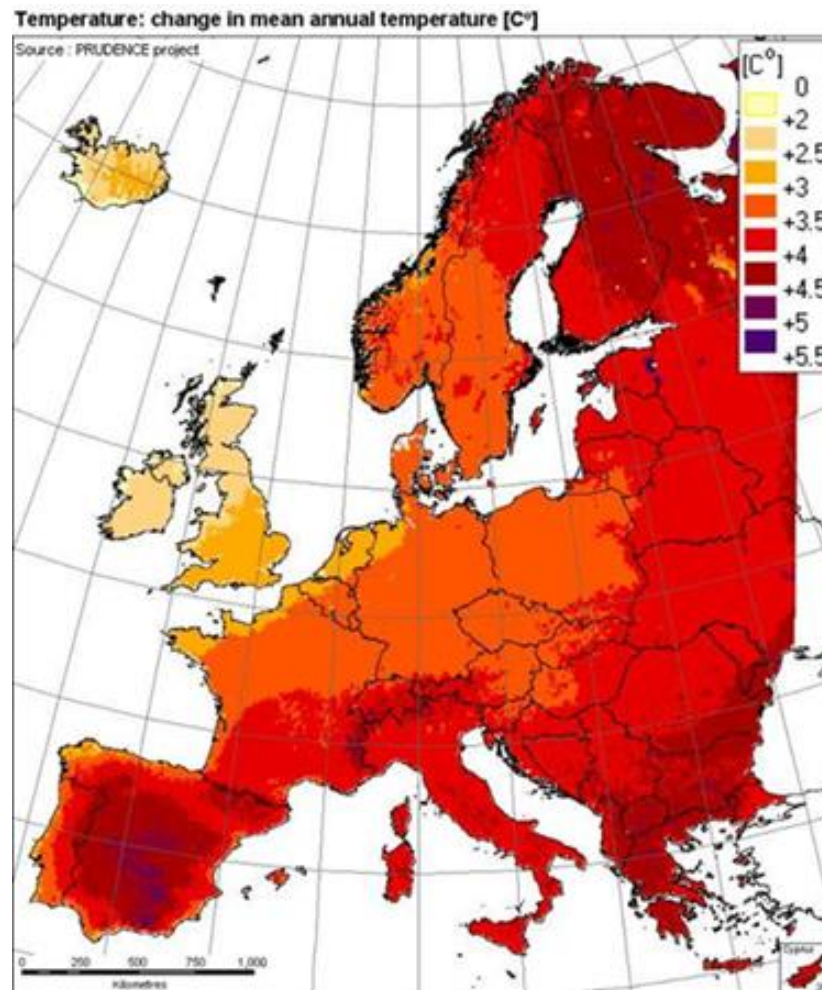 Temperature: change in mean annual temperature [Cº]
Source : PRUDENCE project
[C°]
0
+2
+2.5
+3
+3.5
+4
+4.5
+5
+5.5
Cyprus
0 250 500 1,000
Kilometres